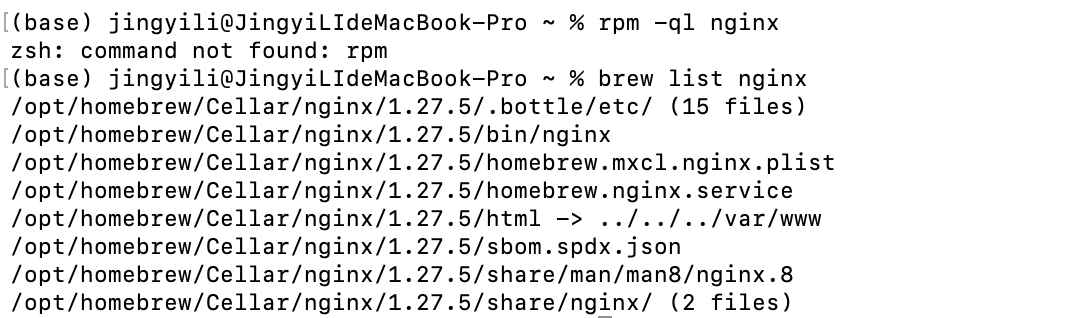 [(base) jingyili@JingyiLIdeMacBook-Pro ~ % rpm -ql nginx
zsh: command not found: rpm
[(base) jingyili@JingyiLIdeMacBook-Pro ~ % brew list nginx
/opt/homebrew/Cellar/nginx/1.27.5/.bottle/etc/ (15 files)
/opt/homebrew/Cellar/nginx/1.27.5/bin/nginx
/opt/homebrew/Cellar/nginx/1.27.5/homebrew.mxcl.nginx.plist
/opt/homebrew/Cellar/nginx/1.27.5/homebrew.nginx.service
/opt/homebrew/Cellar/nginx/1.27.5/html -> ../../../var/www
/opt/homebrew/Cellar/nginx/1.27.5/sbom.spdx.json
/opt/homebrew/Cellar/nginx/1.27.5/share/man/man8/nginx.8
/opt/homebrew/Cellar/nginx/1.27.5/share/nginx/ (2 files)